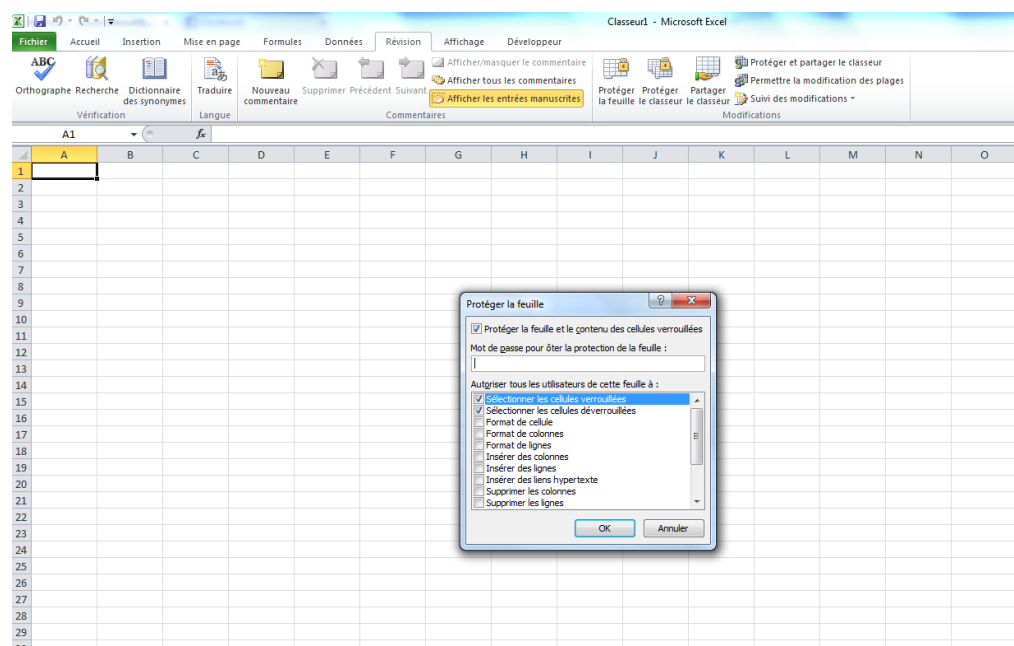 Classeur1 - Microsoft Excel
Fichier Accueil Insertion Mise en page Formules Données Révision Affichage Développeur
ABC
Orthographe Recherche Dictionnaire des synonymes
Vérification
Traduire
Langue
Nouveau commentaire Supprimer Précédent Suivant
Afficher/masquer le commentaire
Afficher tous les commentaires
Afficher les entrées manuscrites
Commentaires
Protéger la feuille Protéger le classeur Partager le classeur
Protéger et partager le classeur
Permettre la modification des plages
Suivi des modifications
Modifications
A1 fx
A B C D E F G H I J K L M N O
1
2
3
4
5
6
7
8
9
10
11
12
13
14
15
16
17
18
19
20
21
22
23
24
25
26
27
28
29
Protéger la feuille
Protéger la feuille et le contenu des cellules verrouillées
Mot de passe pour ôter la protection de la feuille :
Autoriser tous les utilisateurs de cette feuille à :
Sélectionner les cellules verrouillées
Sélectionner les cellules déverrouillées
Format de cellule
Format de colonnes
Format de lignes
Insérer des colonnes
Insérer des lignes
Insérer des liens hypertexte
Supprimer les colonnes
Supprimer les lignes
OK Annuler